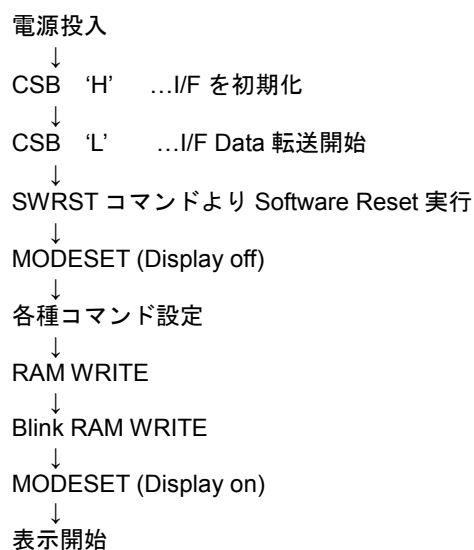 電源投入
↓
CSB ‘H’ …I/F を初期化
↓
CSB ‘L’ …I/F Data 転送開始
↓
SWRST コマンドより Software Reset 実行
↓
MODESET (Display off)
↓
各種コマンド設定
↓
RAM WRITE
↓
Blink RAM WRITE
↓
MODESET (Display on)
↓
表示開始